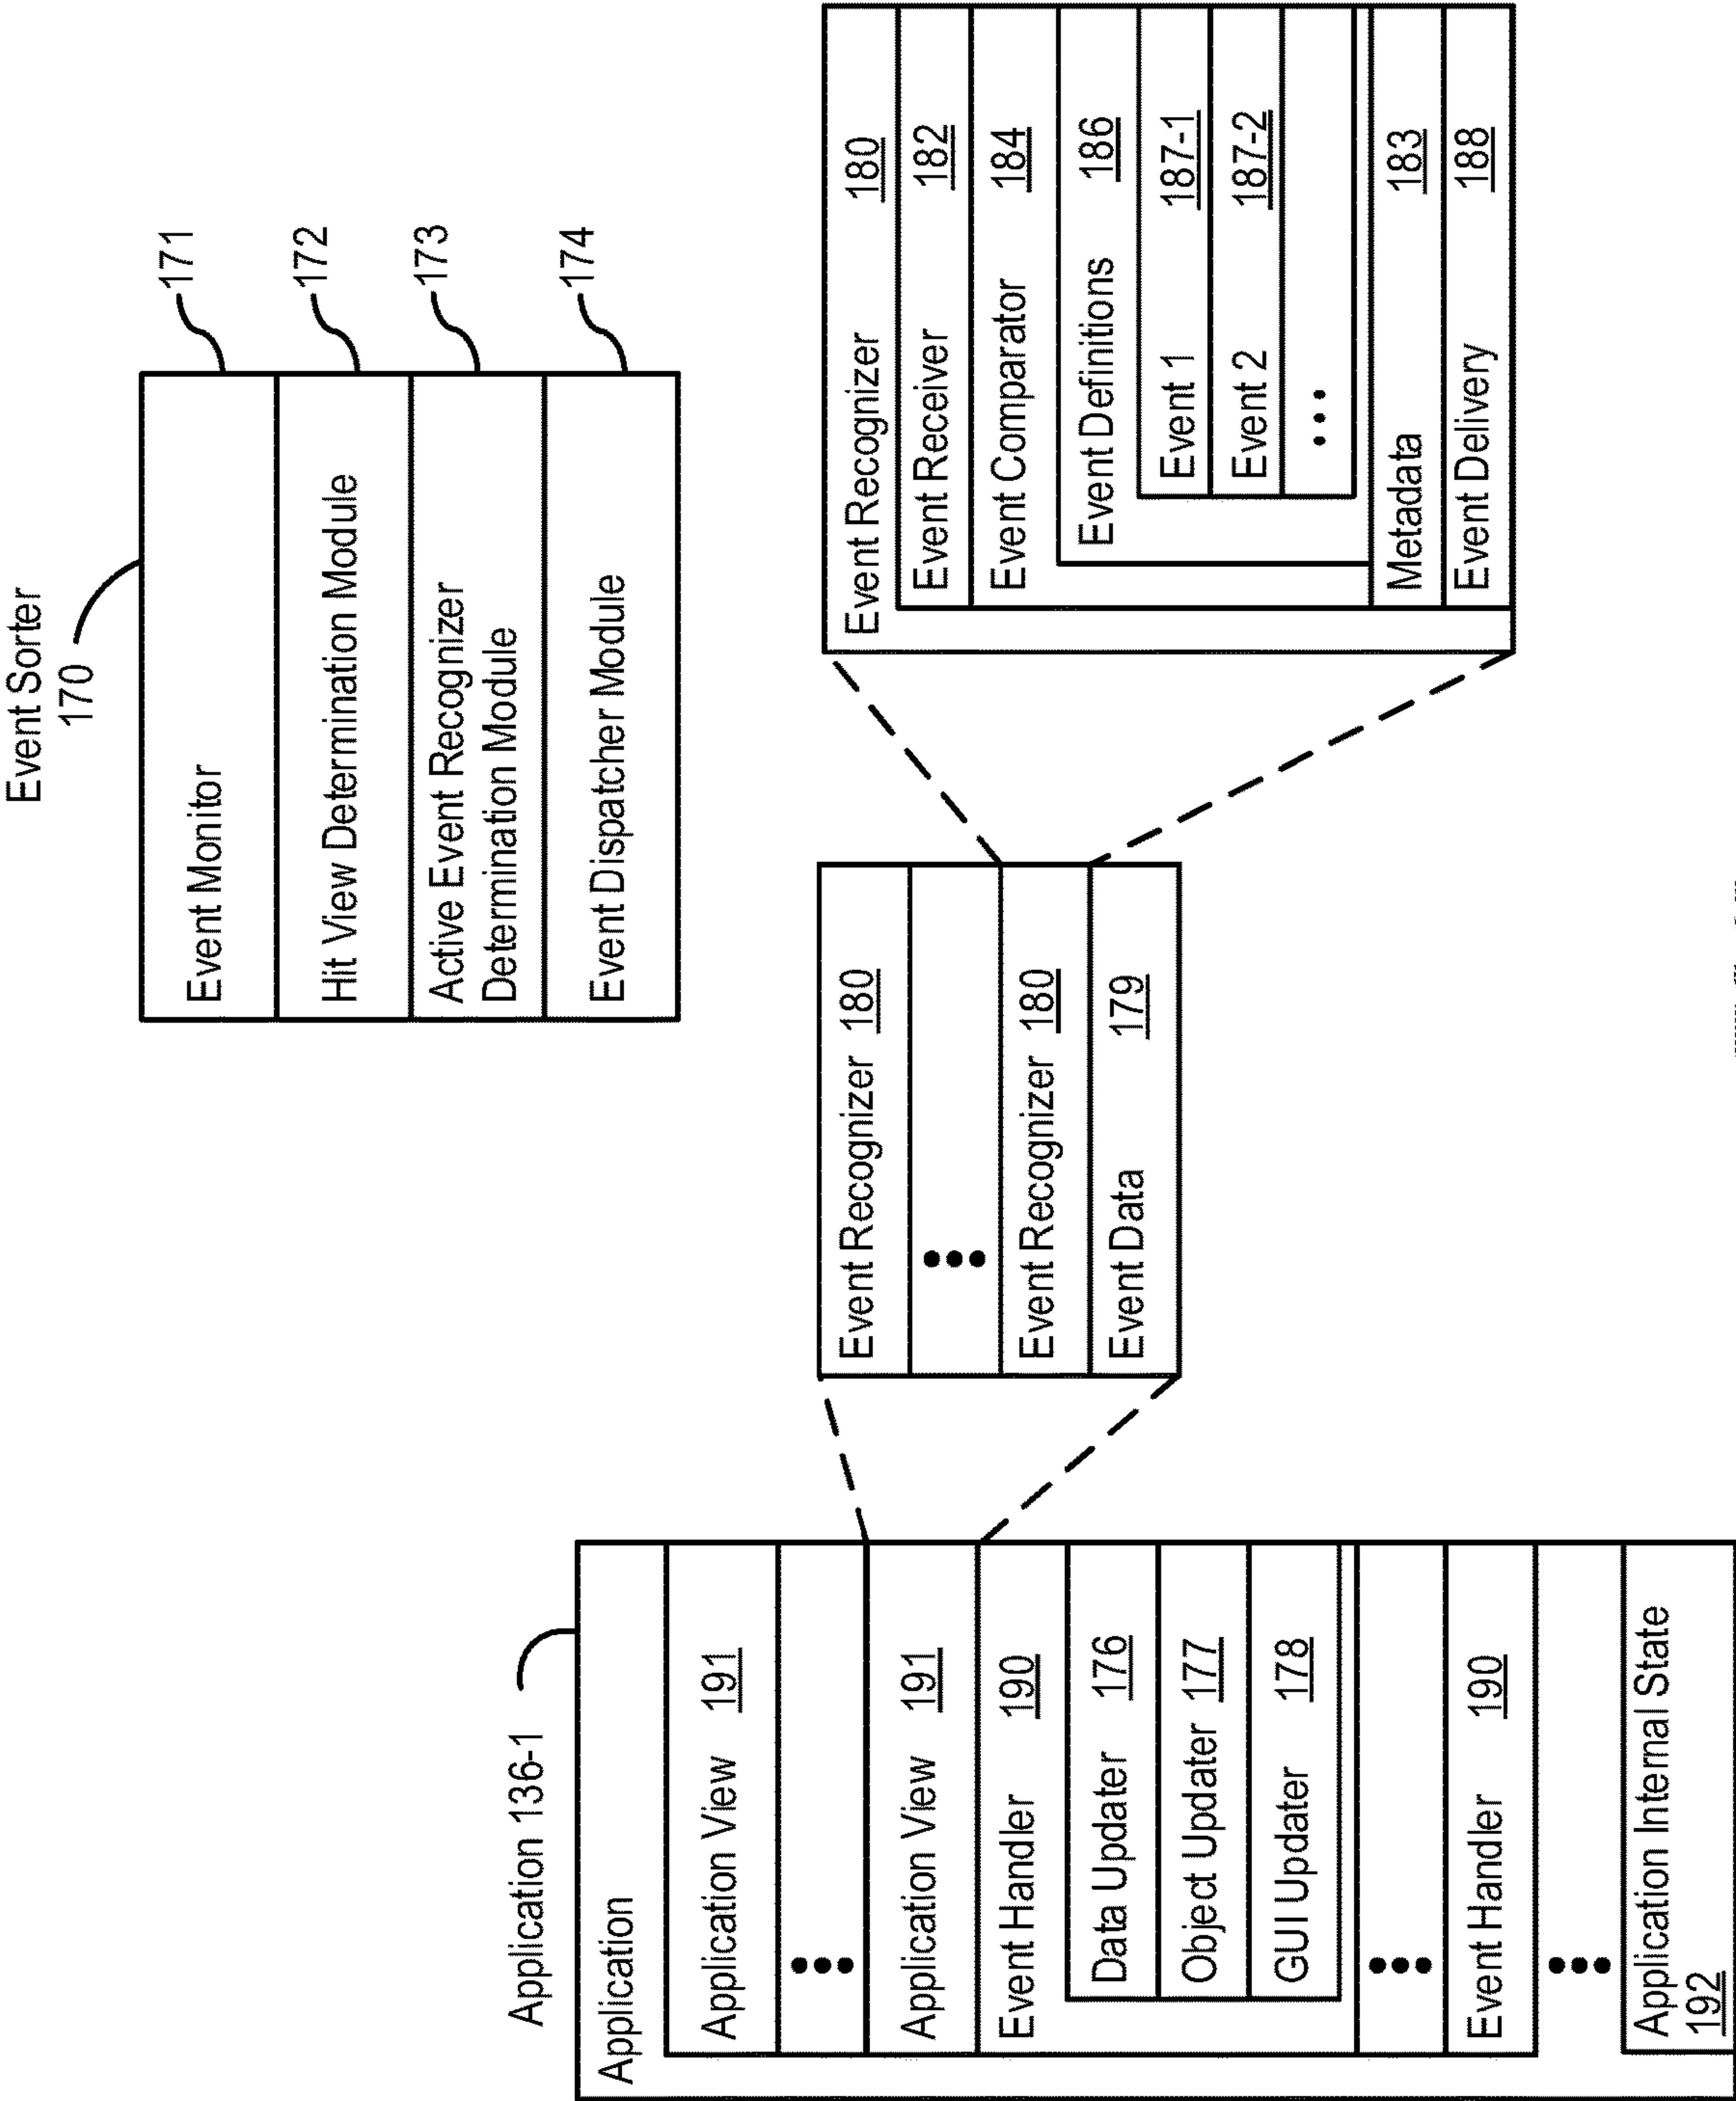 Event Sorter
170
Event Monitor
171
Hit View Determination Module
172
Active Event Recognizer
Determination Module
173
Event Dispatcher Module
174
Application 136-1
Application
Application View 191
•••
Application View 191
Event Handler 190
Data Updater 176
Object Updater 177
GUI Updater 178
•••
Event Handler 190
•••
Application Internal State
192
Event Recognizer 180
•••
Event Recognizer 180
Event Data 179
Event Recognizer 180
Event Receiver 182
Event Comparator 184
Event Definitions 186
Event 1 187-1
Event 2 187-2
•••
Metadata 183
Event Delivery 188